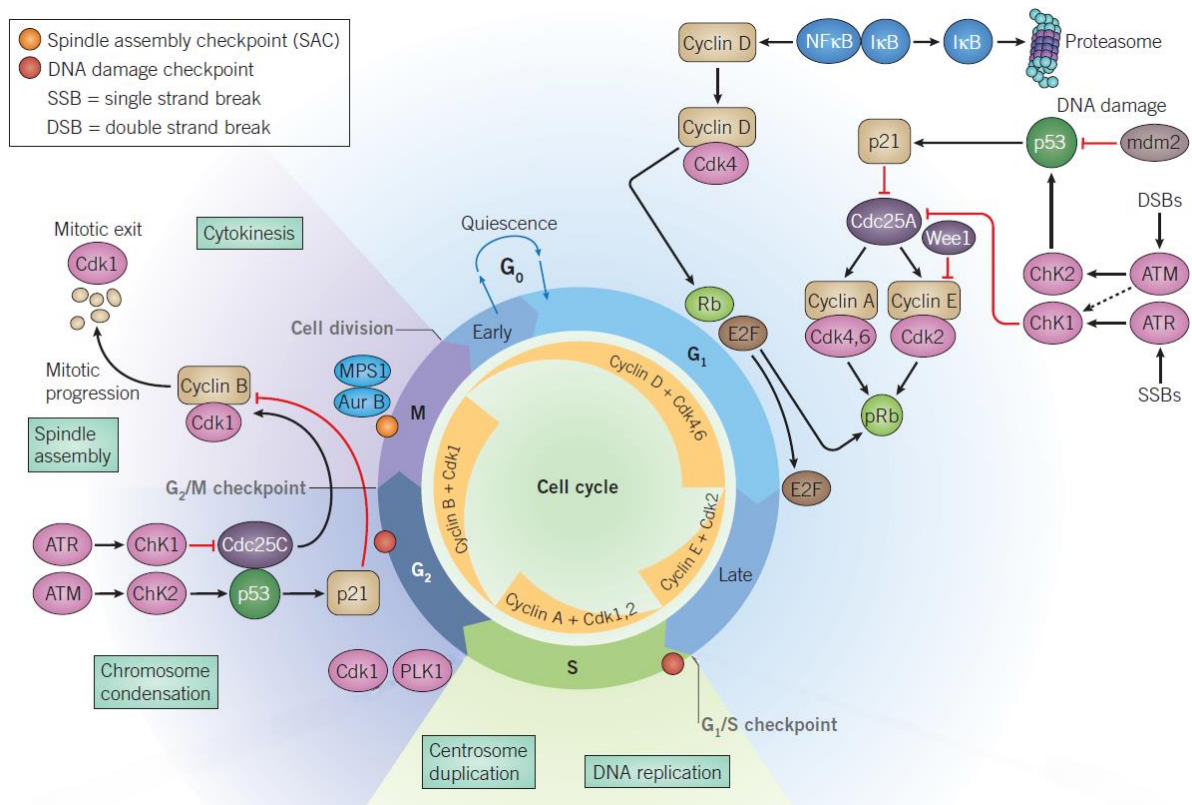 Spindle assembly checkpoint (SAC)
DNA damage checkpoint
SSB = single strand break
DSB = double strand break
Cyclin D
NFκB
IκB
IκB
Proteasome
Cyclin D
Cdk4
DNA damage
p21
p53
mdm2
Cdc25A
Wee1
DSBs
ChK2
ATM
ChK1
ATR
SSBs
Cyclin A
Cdk4,6
Cyclin E
Cdk2
pRb
Rb
E2F
E2F
Mitotic exit
Cdk1
Cytokinesis
Quiescence
G0
Early
Cell division
G1
Mitotic
progression
Cyclin B
Cdk1
MPS1
Aur B
M
Spindle
assembly
G2/M checkpoint
Cyclin D + Cdk4,6
Cyclin B + Cdk1
Cell cycle
Cyclin E + Cdk2
Cyclin A + Cdk1,2
Late
ATR
ChK1
Cdc25C
ATM
ChK2
p53
p21
G2
S
Chromosome
condensation
Cdk1
PLK1
G1/S checkpoint
Centrosome
duplication
DNA replication